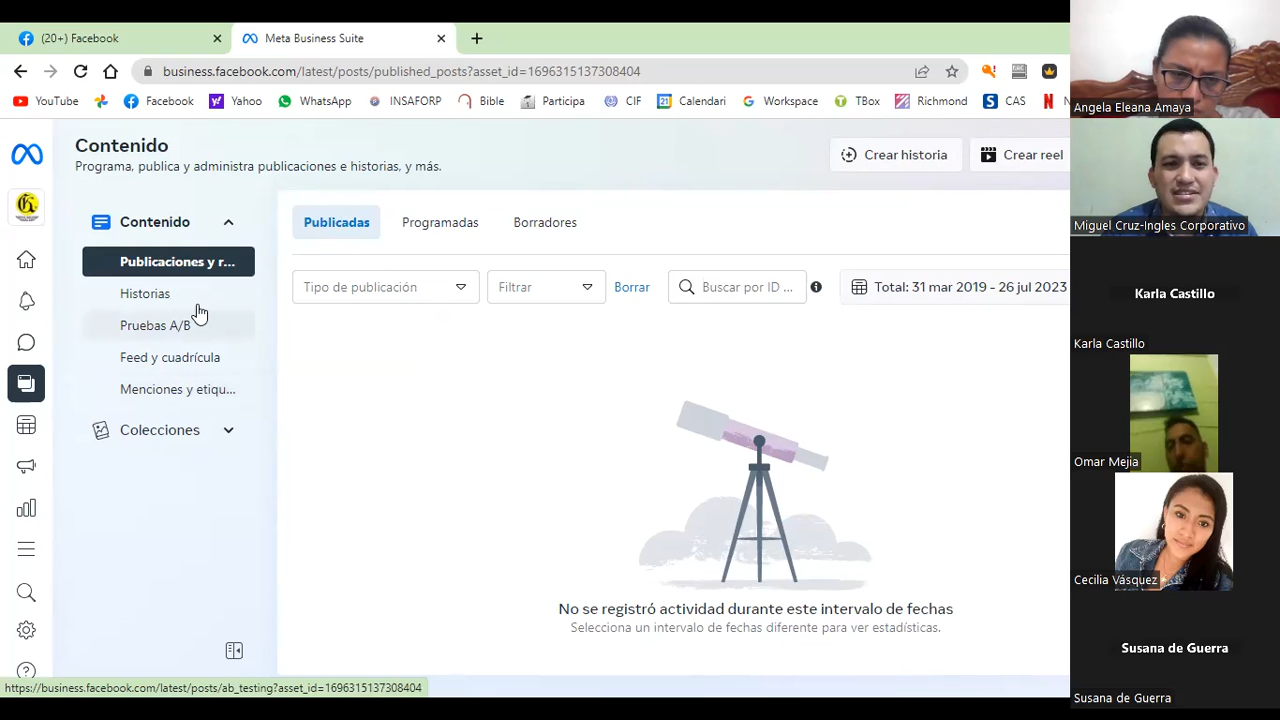 (20+) Facebook
Meta Business Suite
business.facebook.com/latest/posts/published_posts?asset_id=1696315137308404
YouTube
Facebook
Yahoo
WhatsApp
INSAFORP
Bible
Participa
CIF
Calendari
Workspace
TBox
Richmond
CAS
Contenido
Programa, publica y administra publicaciones e historias, y más.
Crear historia
Crear reel
Contenido
Publicaciones y r...
Historias
Pruebas A/B
Feed y cuadrícula
Menciones y etiqu...
Colecciones
Publicadas
Programadas
Borradores
Tipo de publicación
Filtrar
Borrar
Buscar por ID ...
Total: 31 mar 2019 - 26 jul 2023
No se registró actividad durante este intervalo de fechas
Selecciona un intervalo de fechas diferente para ver estadísticas.
https://business.facebook.com/latest/posts/ab_testing?asset_id=1696315137308404
Angela Eleana Amaya
Miguel Cruz-Ingles Corporativo
Karla Castillo
Karla Castillo
Omar Mejia
Cecilia Vásquez
Susana de Guerra
Susana de Guerra